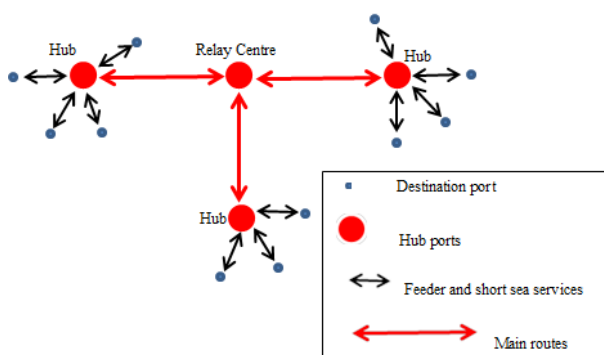 Hub
Relay Centre
Hub
Hub
Destination port
Hub ports
Feeder and short sea services
Main routes